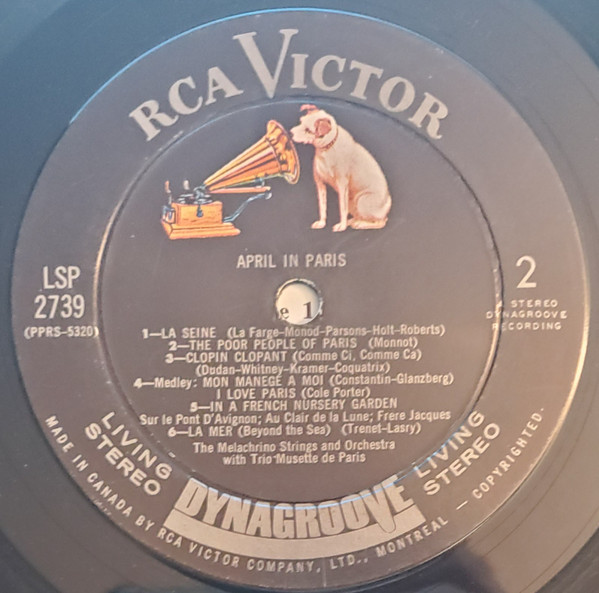 RCA VICTOR
APRIL IN PARIS
LSP
2739
(PPRS-5320)
2
A STEREO
DYNAGROOVE
RECORDING
e 1
1—LA SEINE (La Farge-Monod-Parsons-Holt-Roberts)
2—THE POOR PEOPLE OF PARIS (Monnot)
3—CLOPIN CLOPANT (Comme Ci, Comme Ca)
(Dudan-Whitney-Kramer-Coquatrix)
4—Medley: MON MANEGE A MOI (Constantin-Glanzberg)
I LOVE PARIS (Cole Porter)
5—IN A FRENCH NURSERY GARDEN
Sur le Pont D'Avignon; Au Clair de la Lune; Frere Jacques
6—LA MER (Beyond the Sea) (Trenet-Lasry)
The Melachrino Strings and Orchestra
with Trio Musette de Paris
LIVING
STEREO
DYNAGROOVE
LIVING
STEREO
MADE IN CANADA BY RCA VICTOR COMPANY, LTD., MONTREAL — COPYRIGHTED.